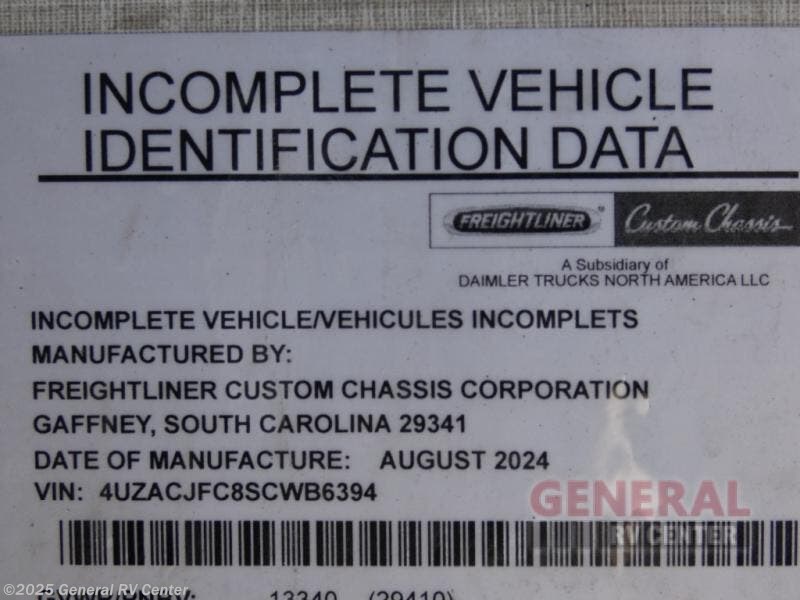 INCOMPLETE VEHICLE
IDENTIFICATION DATA
FREIGHTLINER Custom Chassis
A Subsidiary of
DAIMLER TRUCKS NORTH AMERICA LLC
INCOMPLETE VEHICLE/VEHICULES INCOMPLETS
MANUFACTURED BY:
FREIGHTLINER CUSTOM CHASSIS CORPORATION
GAFFNEY, SOUTH CAROLINA 29341
DATE OF MANUFACTURE: AUGUST 2024
VIN: 4UZACJFC8SCWB6394
GENERAL
RV CENTER
©2025 General RV Center
13340 (29410)